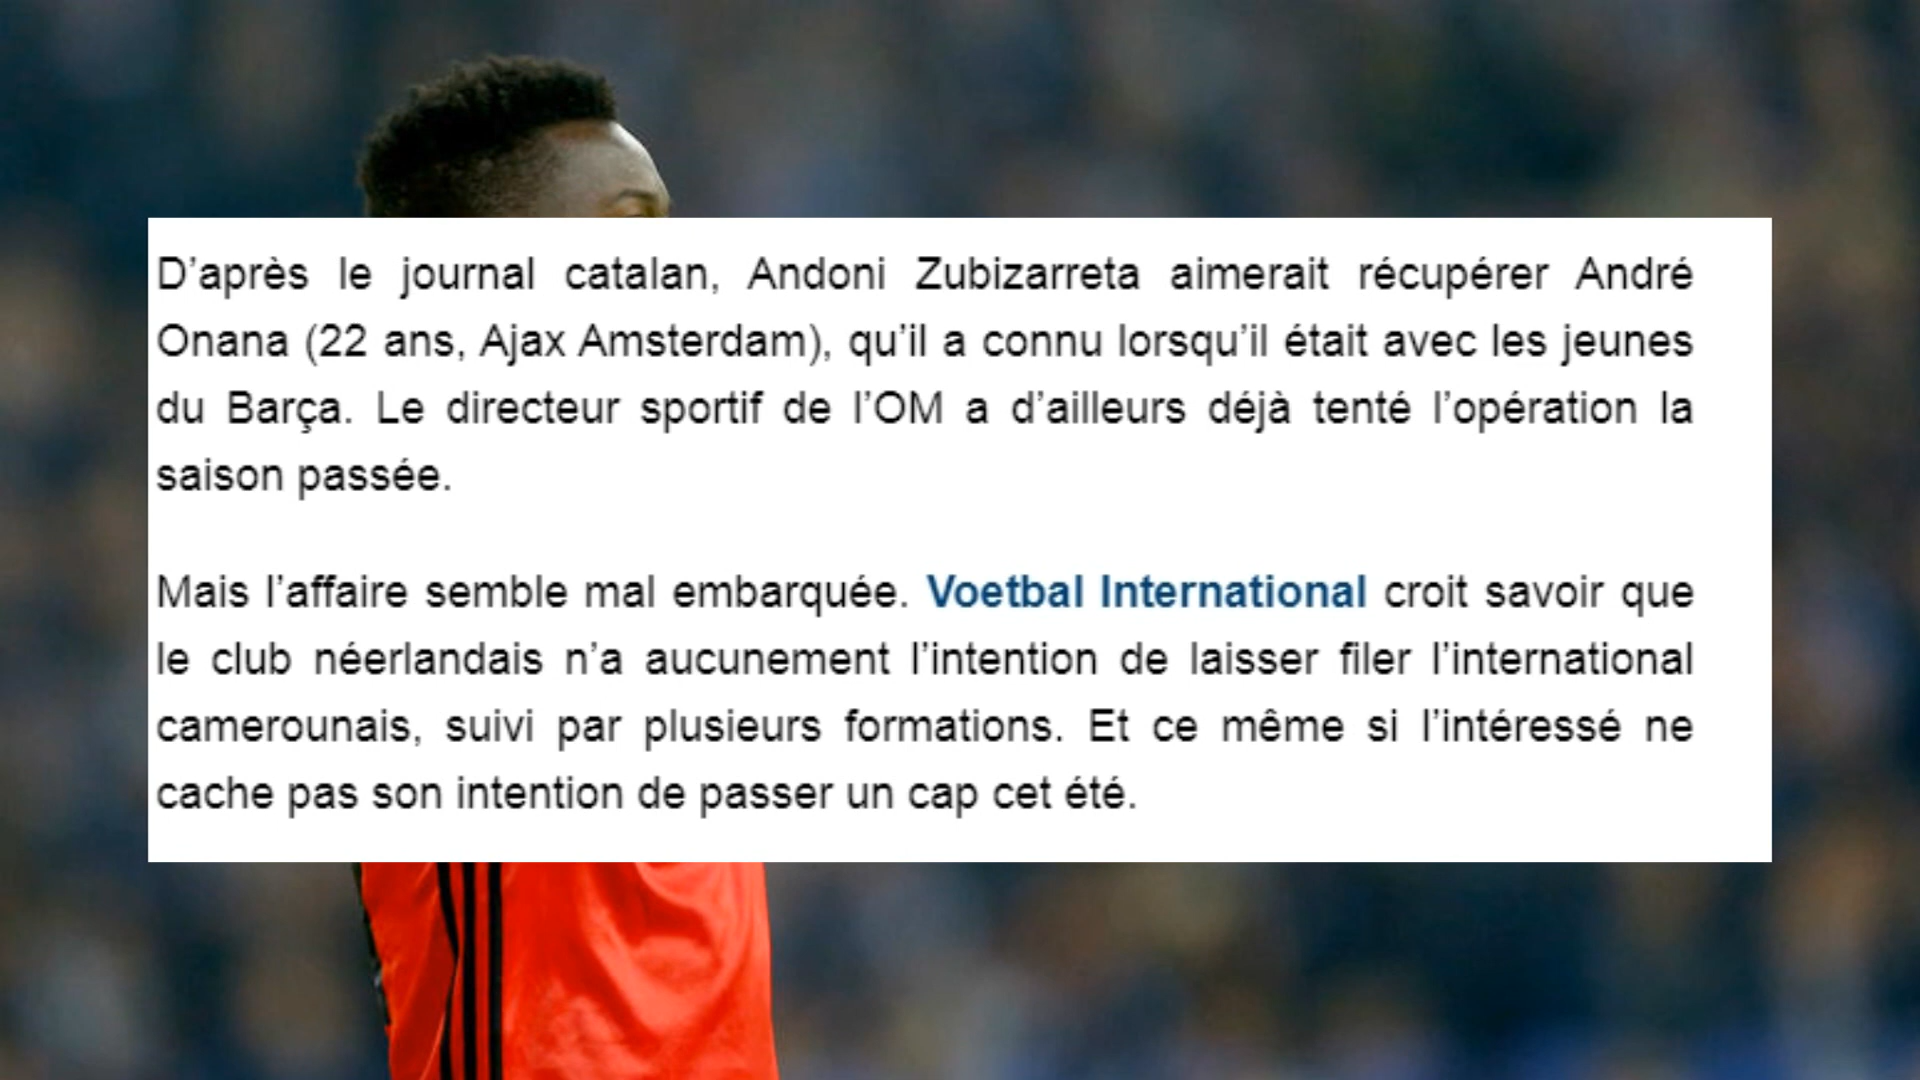 D’après le journal catalan, Andoni Zubizarreta aimerait récupérer André
Onana (22 ans, Ajax Amsterdam), qu’il a connu lorsqu’il était avec les jeunes
du Barça. Le directeur sportif de l’OM a d’ailleurs déjà tenté l’opération la
saison passée.
Mais l’affaire semble mal embarquée. Voetbal International croit savoir que
le club néerlandais n’a aucunement l’intention de laisser filer l’international
camerounais, suivi par plusieurs formations. Et ce même si l’intéressé ne
cache pas son intention de passer un cap cet été.